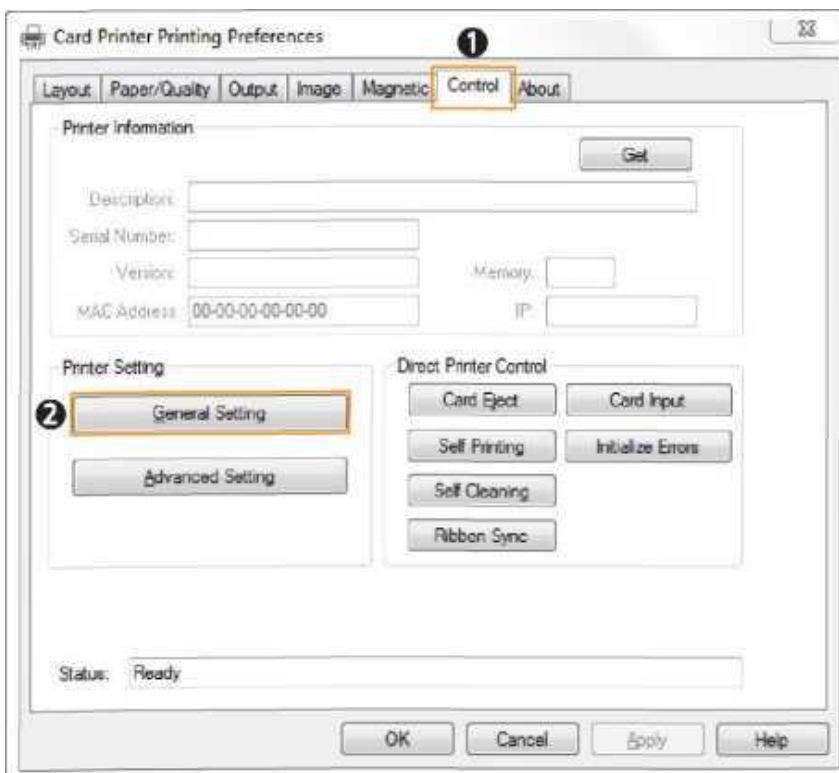 Card Printer Printing Preferences
❶
Layout Paper/Quality Output Image Magnetic Control About
Printer Information
Get
Description:
Serial Number:
Version: Memory:
MAC Address: 00-00-00-00-00-00 IP:
Printer Setting Direct Printer Control
❷ General Setting Card Eject Card Input
Self Printing Initialize Errors
Advanced Setting
Self Cleaning
Ribbon Sync
Status: Ready
OK Cancel Apply Help